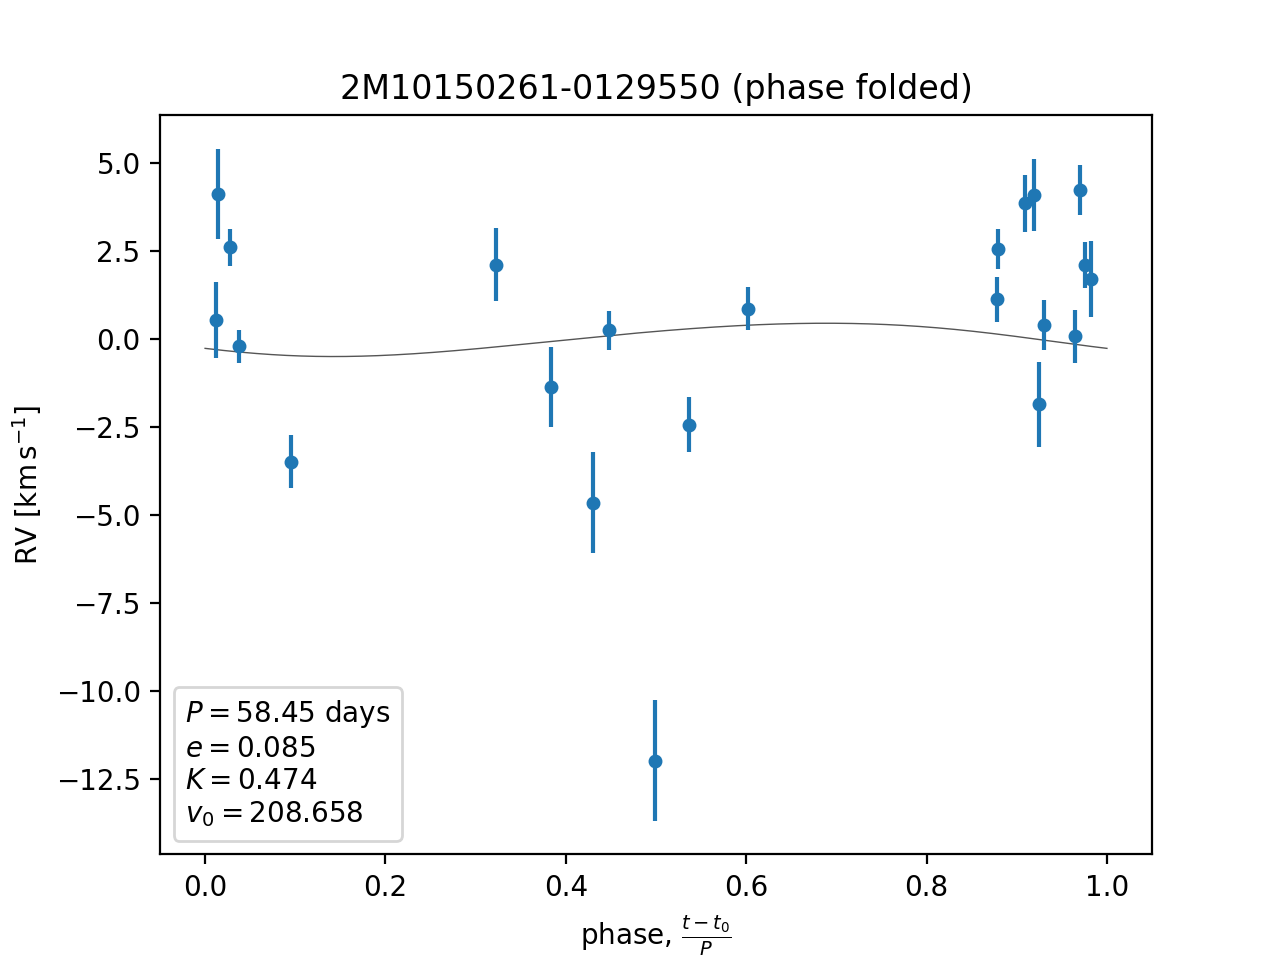 2M10150261-0129550 (phase folded)
5.0
2.5
0.0
−2.5
−5.0
−7.5
−10.0
−12.5
RV [km s⁻¹]
P = 58.45 days
e = 0.085
K = 0.474
v₀ = 208.658
0.0 0.2 0.4 0.6 0.8 1.0
phase, (t − t₀)/P